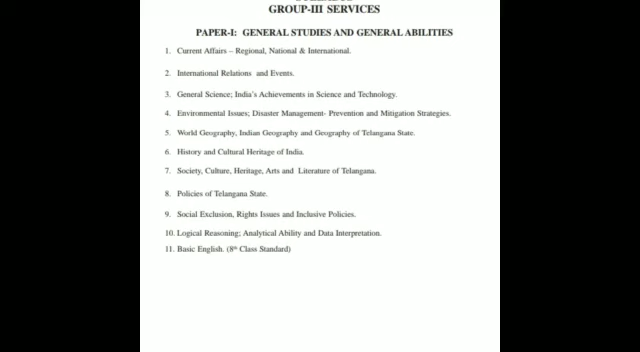 GROUP-III SERVICES
PAPER-I: GENERAL STUDIES AND GENERAL ABILITIES
1. Current Affairs – Regional, National & International.
2. International Relations and Events.
3. General Science; India's Achievements in Science and Technology.
4. Environmental Issues; Disaster Management- Prevention and Mitigation Strategies.
5. World Geography, Indian Geography and Geography of Telangana State.
6. History and Cultural Heritage of India.
7. Society, Culture, Heritage, Arts and Literature of Telangana.
8. Policies of Telangana State.
9. Social Exclusion, Rights Issues and Inclusive Policies.
10. Logical Reasoning; Analytical Ability and Data Interpretation.
11. Basic English. (8th Class Standard)